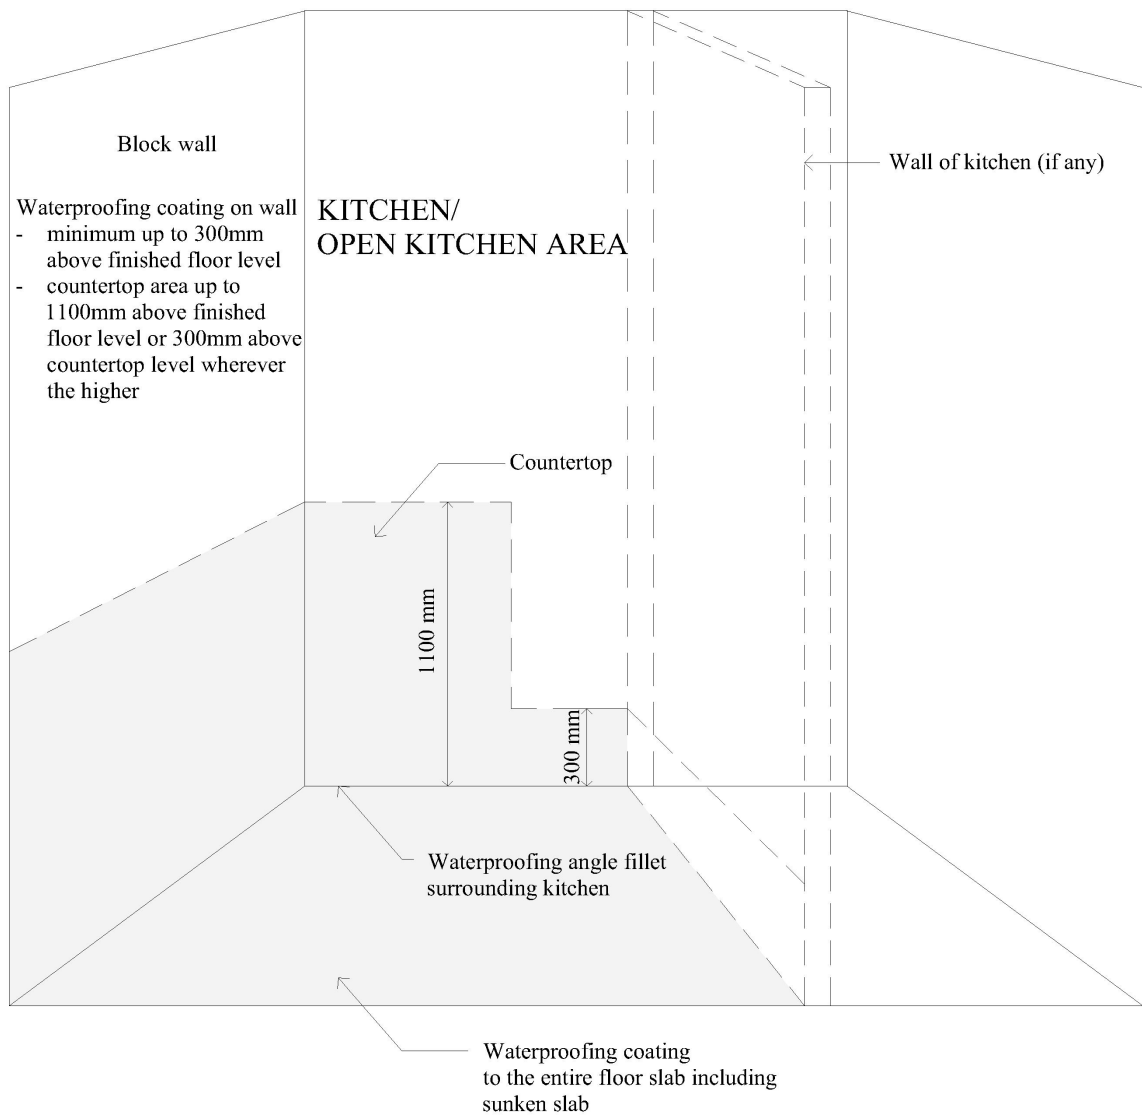 Block wall
Waterproofing coating on wall
- minimum up to 300mm
above finished floor level
- countertop area up to
1100mm above finished
floor level or 300mm above
countertop level wherever
the higher
KITCHEN/
OPEN KITCHEN AREA
Wall of kitchen (if any)
Countertop
1100 mm
300 mm
Waterproofing angle fillet
surrounding kitchen
Waterproofing coating
to the entire floor slab including
sunken slab